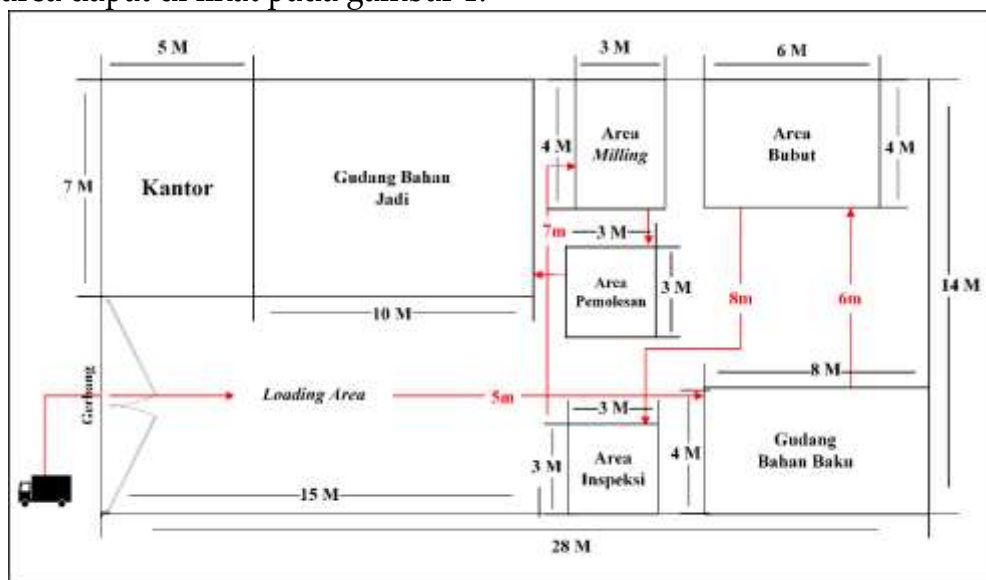 area dapat di lihat pada gambar 1.
5 M
3 M
6 M
7 M
Kantor
Gudang Bahan
Jadi
4 M
Area
Milling
Area
Bubut
4 M
7m
3 M
Area
Pemolesan
3 M
8m
6m
14 M
10 M
Gerbang
Loading Area
5m
8 M
3 M
3 M
Area
Inspeksi
4 M
Gudang
Bahan Baku
15 M
28 M